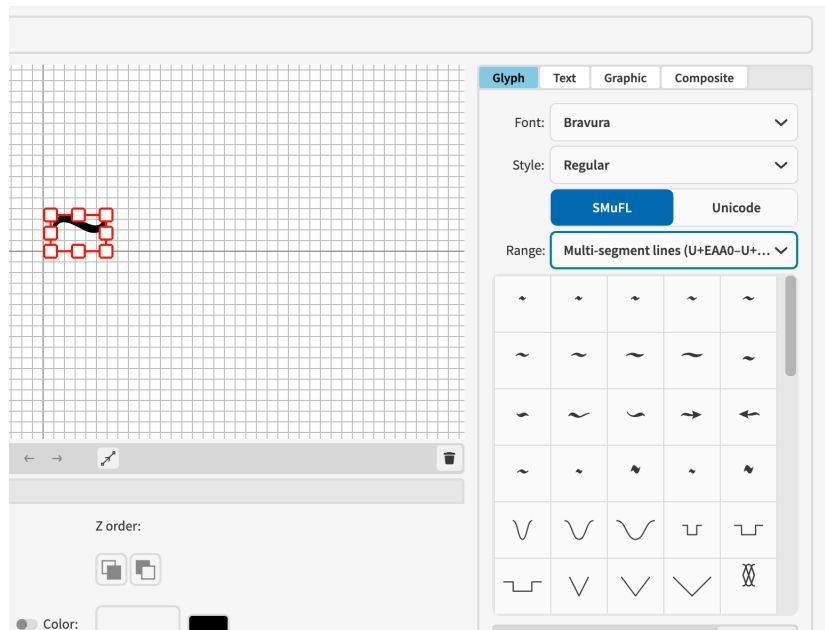 Glyph Text Graphic Composite
Font: Bravura
Style: Regular
SMuFL Unicode
Range: Multi-segment lines (U+EAA0–U+...
Z order:
Color: